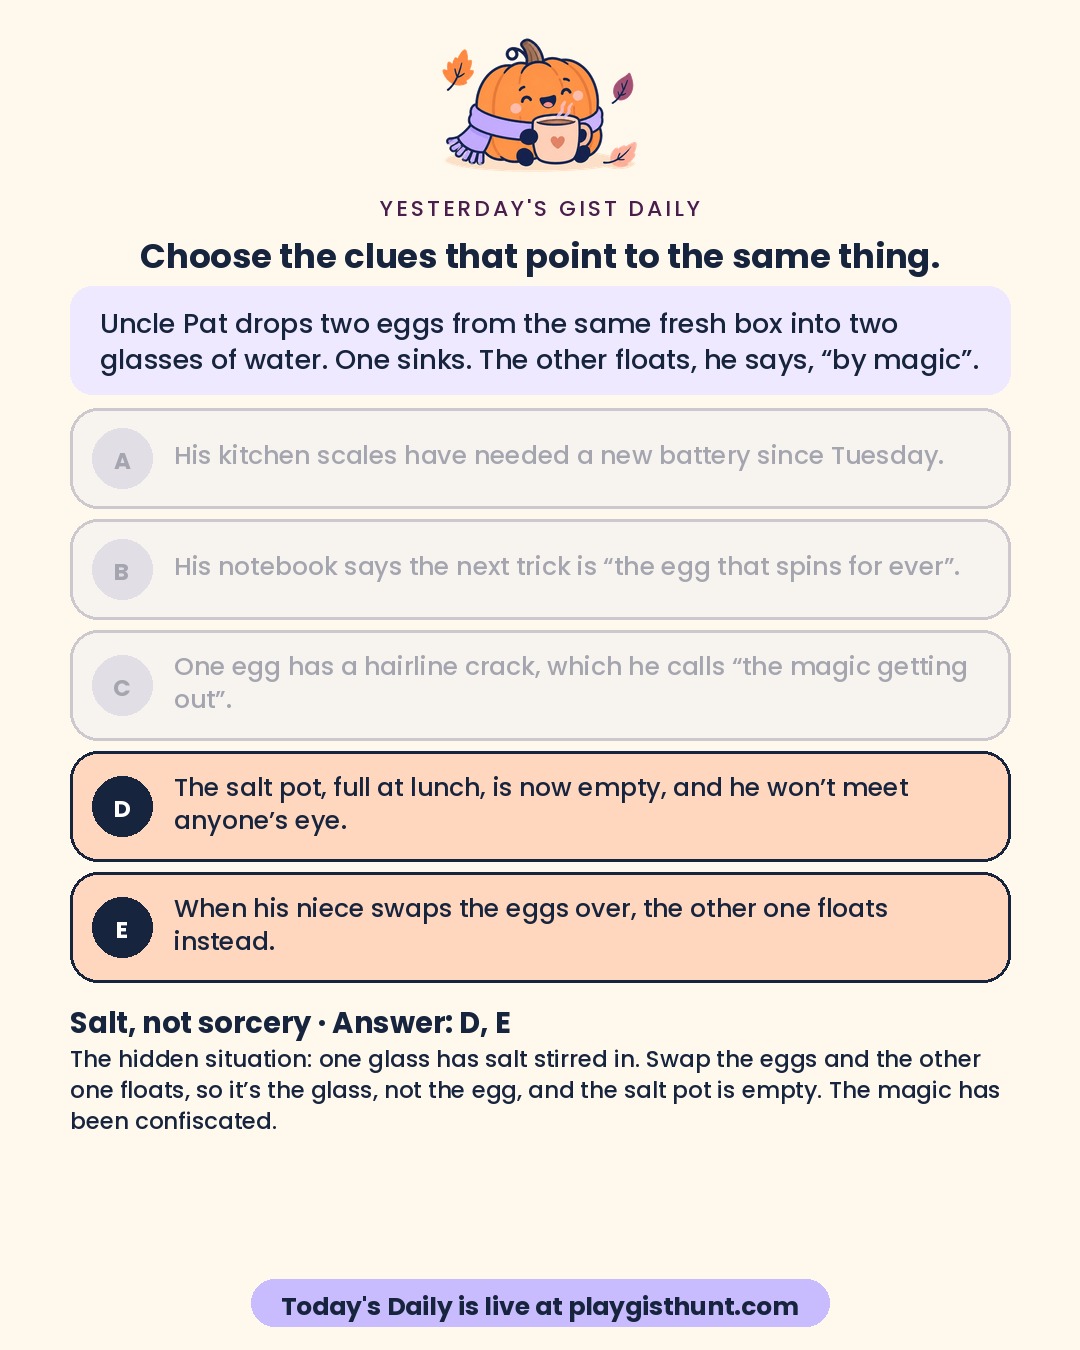 YESTERDAY'S GIST DAILY
Choose the clues that point to the same thing.
Uncle Pat drops two eggs from the same fresh box into two
glasses of water. One sinks. The other floats, he says, “by magic”.
A His kitchen scales have needed a new battery since Tuesday.
B His notebook says the next trick is “the egg that spins for ever”.
C One egg has a hairline crack, which he calls “the magic getting
out”.
D The salt pot, full at lunch, is now empty, and he won’t meet
anyone’s eye.
E When his niece swaps the eggs over, the other one floats
instead.
Salt, not sorcery · Answer: D, E
The hidden situation: one glass has salt stirred in. Swap the eggs and the other
one floats, so it’s the glass, not the egg, and the salt pot is empty. The magic has
been confiscated.
Today's Daily is live at playgisthunt.com